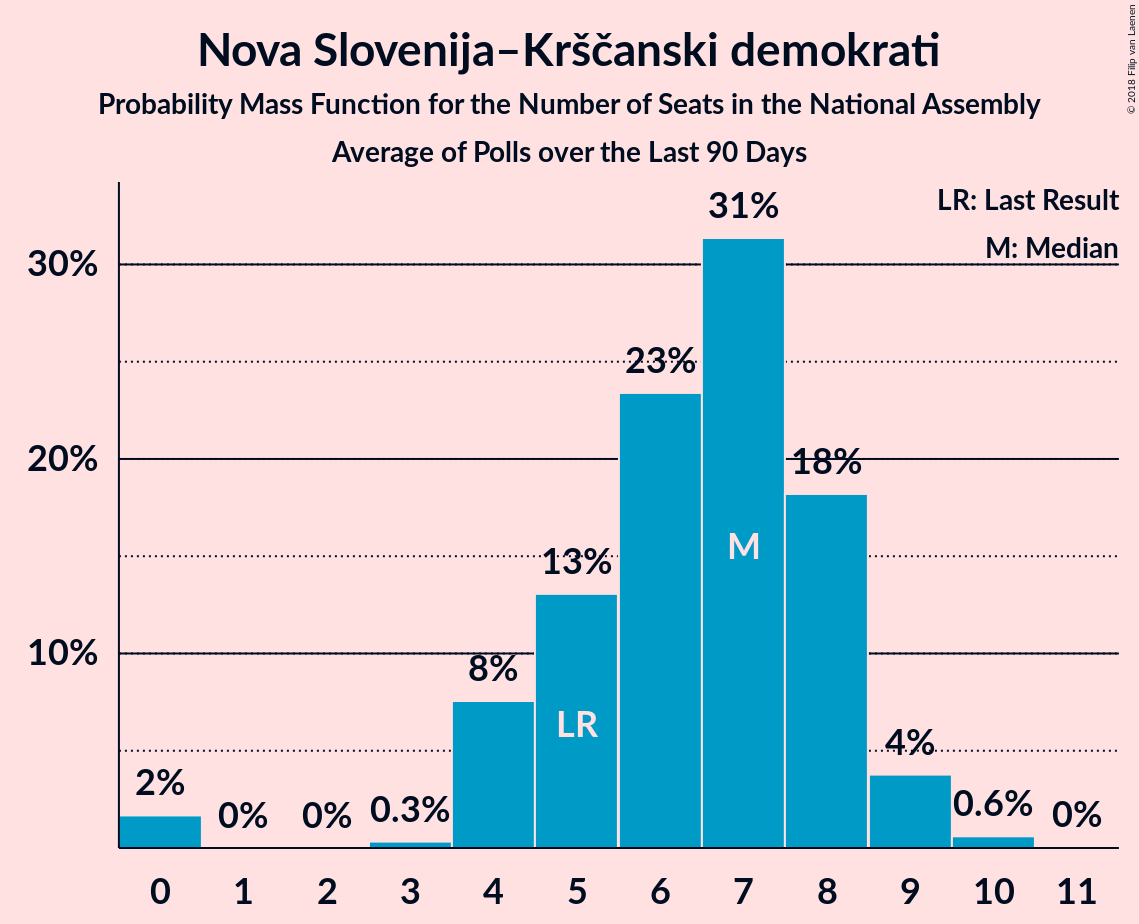 Nova Slovenija–Krščanski demokrati
Probability Mass Function for the Number of Seats in the National Assembly
Average of Polls over the Last 90 Days
© 2018 Filip van Laenen
LR: Last Result
M: Median
30%
20%
10%
2%
0%
0%
0.3%
8%
13%
23%
31%
18%
4%
0.6%
0%
LR
M
0 1 2 3 4 5 6 7 8 9 10 11